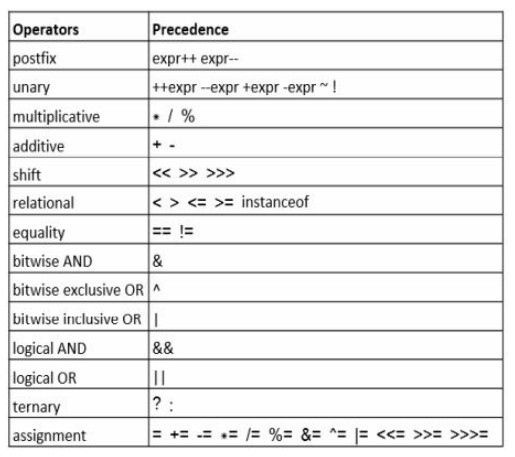 Operators Precedence
postfix expr++ expr--
unary ++expr --expr +expr -expr ~ !
multiplicative * / %
additive + -
shift << >> >>>
relational < > <= >= instanceof
equality == !=
bitwise AND &
bitwise exclusive OR ^
bitwise inclusive OR |
logical AND &&
logical OR ||
ternary ? :
assignment = += -= *= /= %= &= ^= |= <<= >>= >>>=